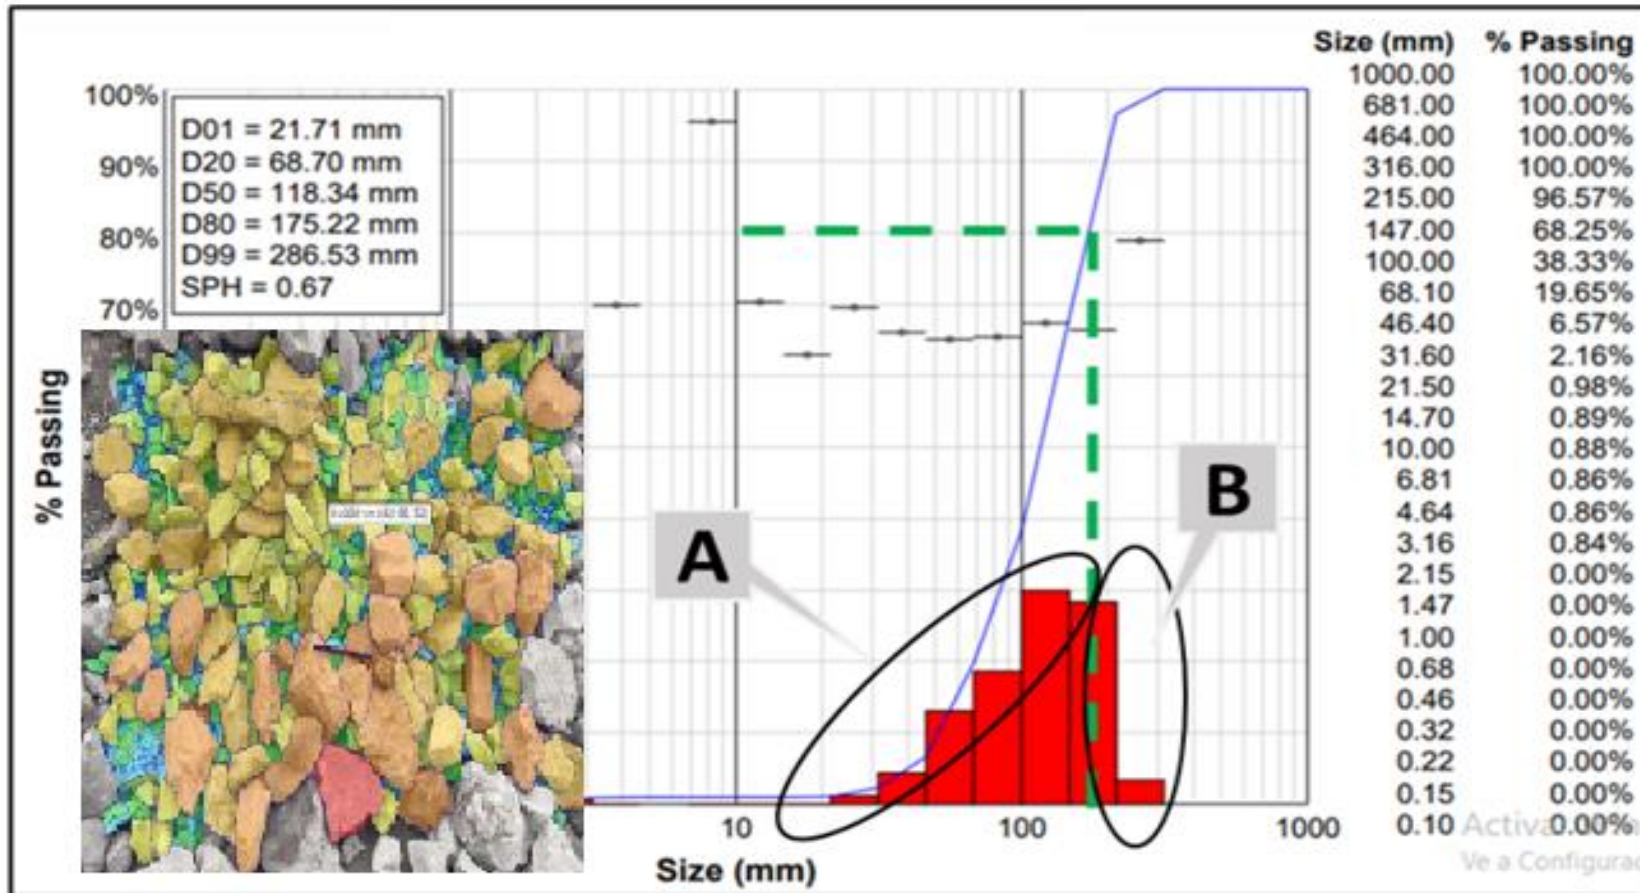 Size (mm) % Passing
1000.00 100.00%
681.00 100.00%
464.00 100.00%
316.00 100.00%
215.00 96.57%
147.00 68.25%
100.00 38.33%
68.10 19.65%
46.40 6.57%
31.60 2.16%
21.50 0.98%
14.70 0.89%
10.00 0.88%
6.81 0.86%
4.64 0.86%
3.16 0.84%
2.15 0.00%
1.47 0.00%
1.00 0.00%
0.68 0.00%
0.46 0.00%
0.32 0.00%
0.22 0.00%
0.15 0.00%
0.10 0.00%
100%
90%
80%
70%
% Passing
D01 = 21.71 mm
D20 = 68.70 mm
D50 = 118.34 mm
D80 = 175.22 mm
D99 = 286.53 mm
SPH = 0.67
A
B
10 100 1000
Size (mm)
Activa
Ve a Configurac